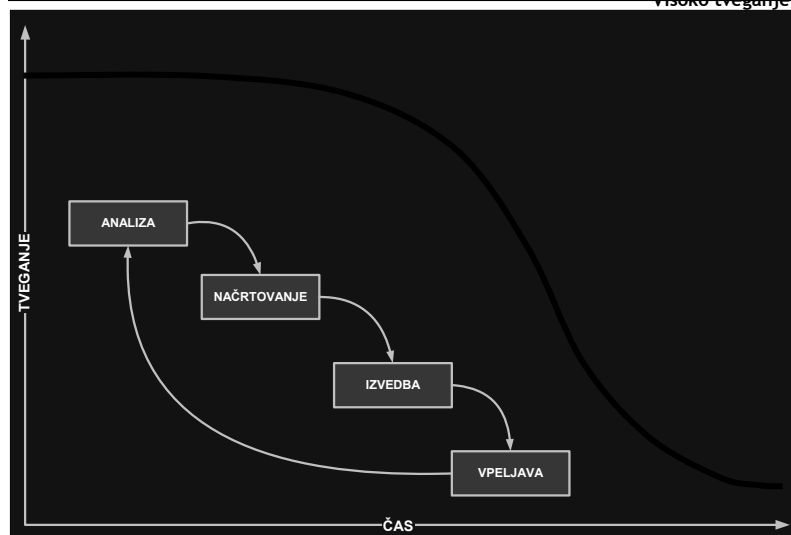 Visoko tveganje
ANALIZA
TVEGANJE
NAČRTOVANJE
IZVEDBA
VPELJAVA
ČAS